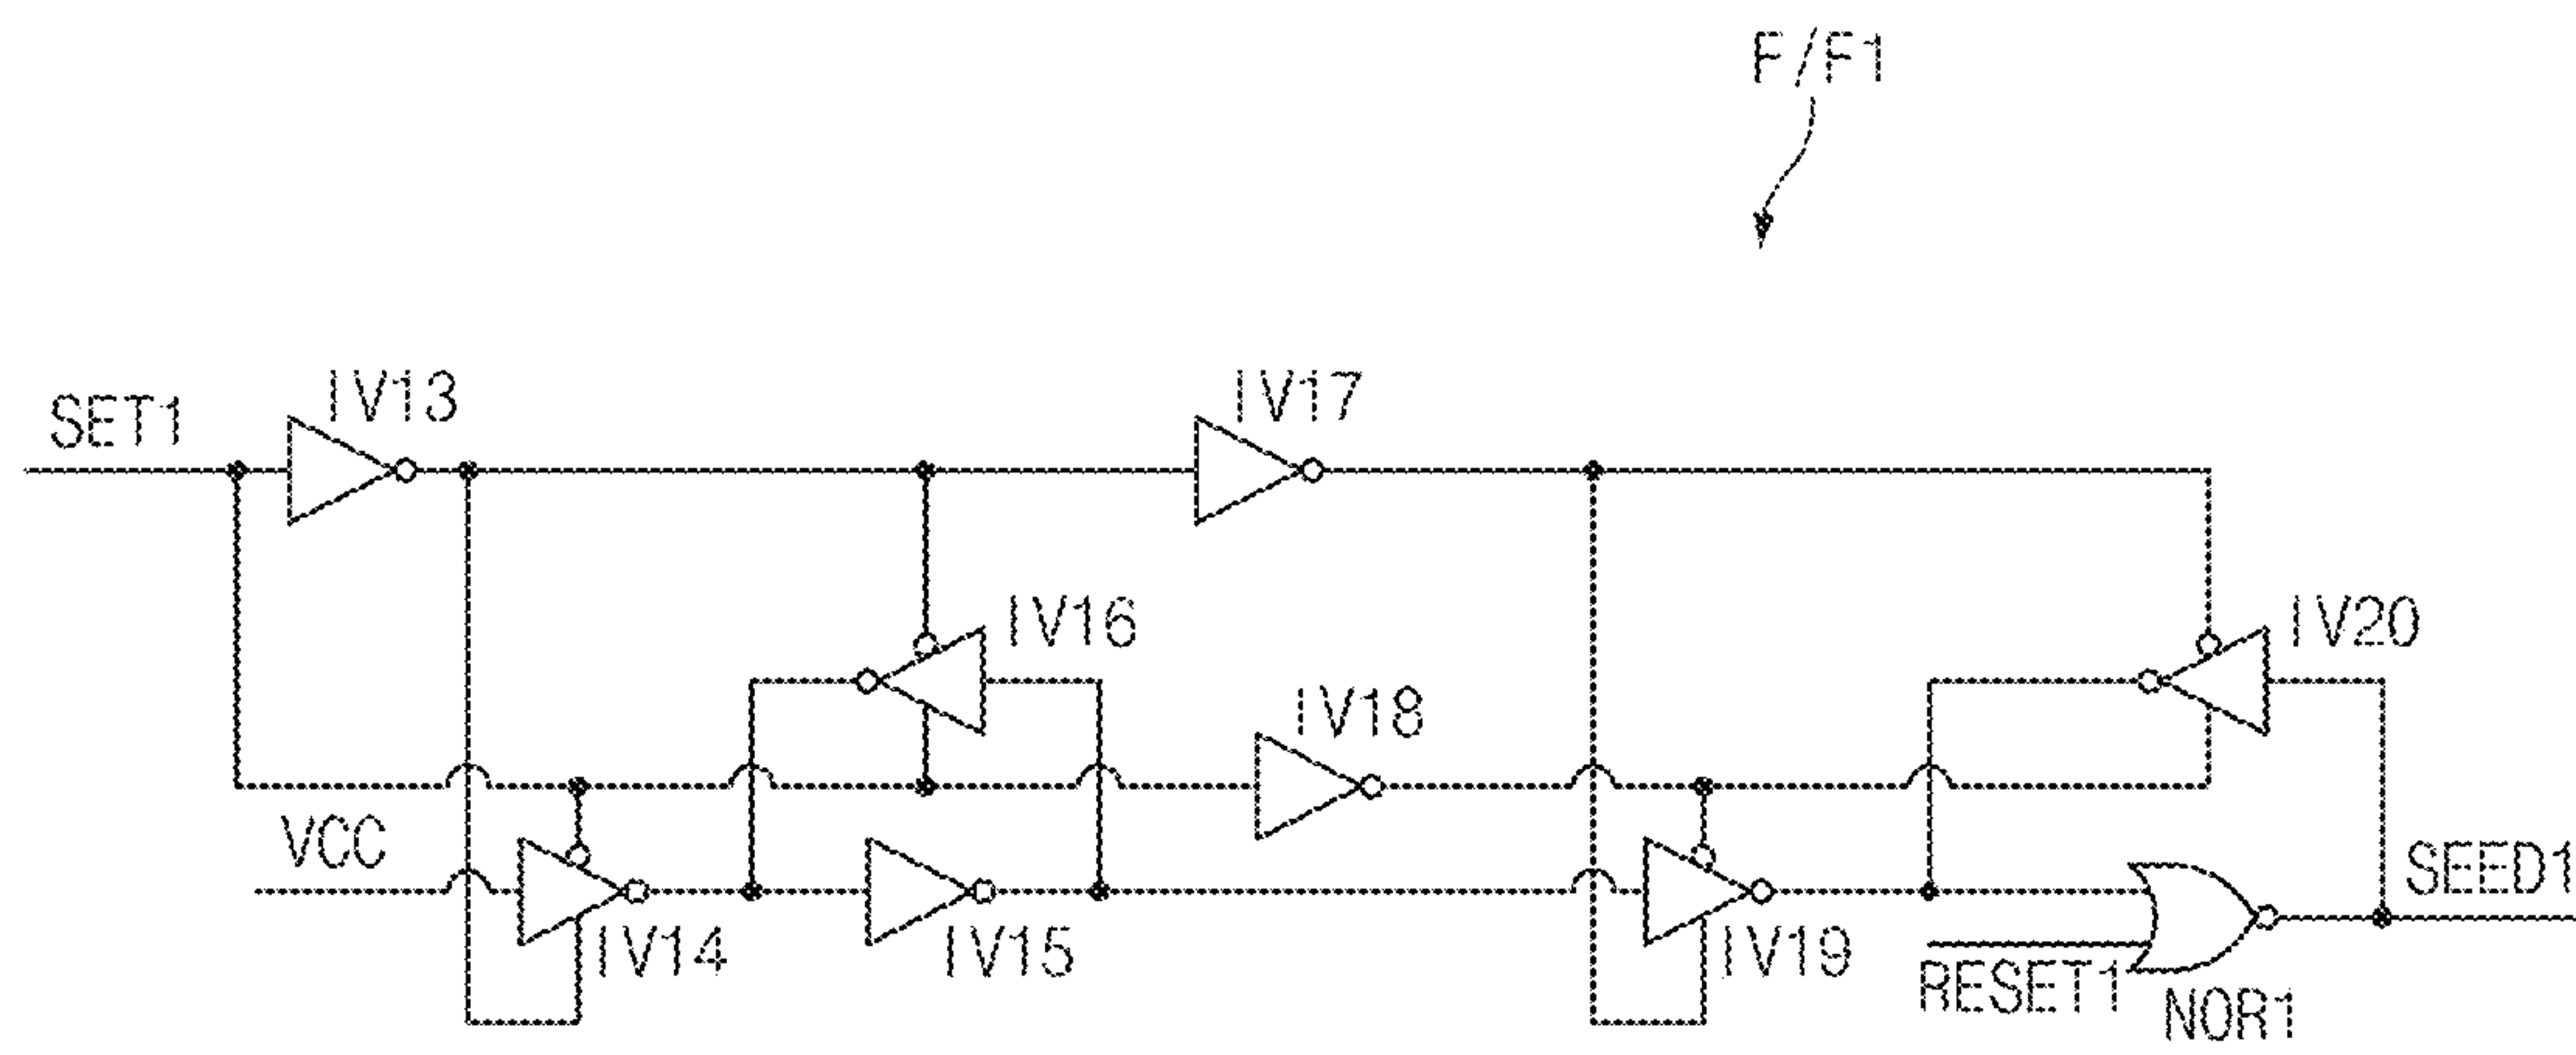 F/F1
SET1
IV13
IV17
IV16
IV20
IV18
VCC
IV14
IV15
IV19
RESET1
NOR1
SEED1